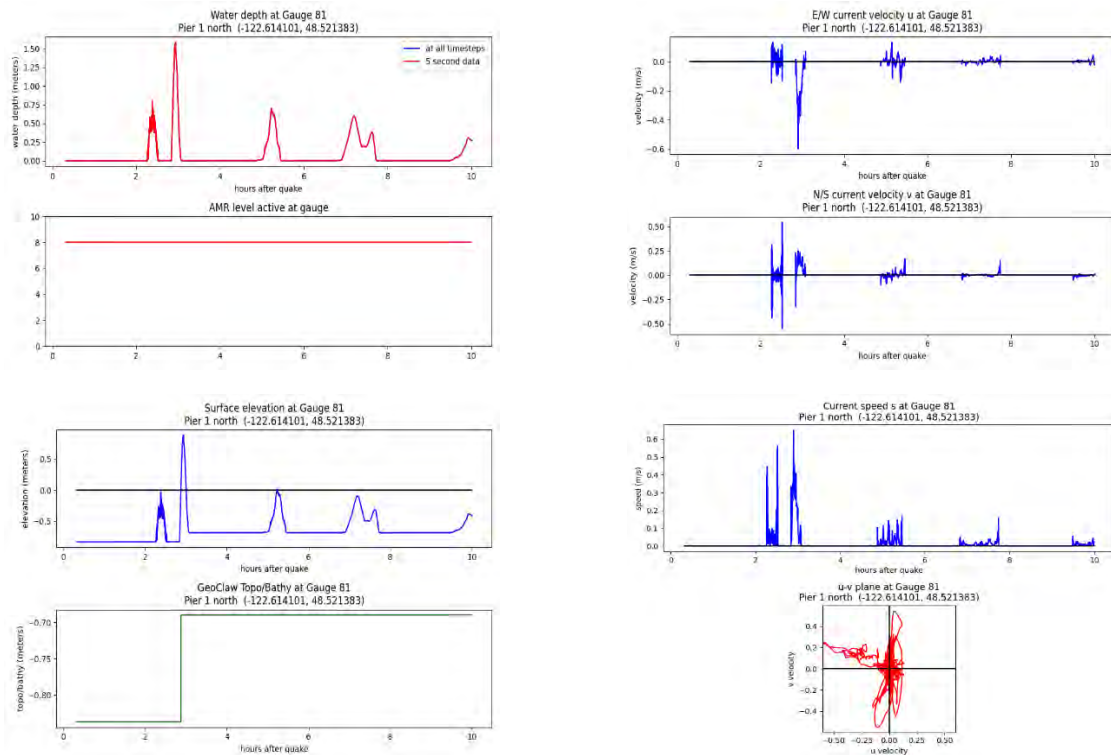 Water depth at Gauge 81
Pier 1 north (-122.614101, 48.521383)
at all timesteps
5 second data
water depth (meters)
1.50
1.25
1.00
0.75
0.50
0.25
0.00
0 2 4 6 8 10
hours after quake
AMR level active at gauge
10
8
6
4
2
0
0 2 4 6 8 10
Surface elevation at Gauge 81
Pier 1 north (-122.614101, 48.521383)
elevation (meters)
0.5
0.0
−0.5
0 2 4 6 8 10
hours after quake
GeoClaw Topo/Bathy at Gauge 81
Pier 1 north (-122.614101, 48.521383)
topo/bathy (meters)
−0.70
−0.75
−0.80
0 2 4 6 8 10
hours after quake
E/W current velocity u at Gauge 81
Pier 1 north (-122.614101, 48.521383)
velocity (m/s)
0.0
−0.2
−0.4
−0.6
0 2 4 6 8 10
hours after quake
N/S current velocity v at Gauge 81
Pier 1 north (-122.614101, 48.521383)
velocity (m/s)
0.50
0.25
0.00
−0.25
−0.50
0 2 4 6 8 10
hours after quake
Current speed s at Gauge 81
Pier 1 north (-122.614101, 48.521383)
speed (m/s)
0.6
0.5
0.4
0.3
0.2
0.1
0.0
0 2 4 6 8 10
hours after quake
u-v plane at Gauge 81
Pier 1 north (-122.614101, 48.521383)
v velocity
0.4
0.2
0.0
−0.2
−0.4
−0.50 −0.25 0.00 0.25 0.50
u velocity